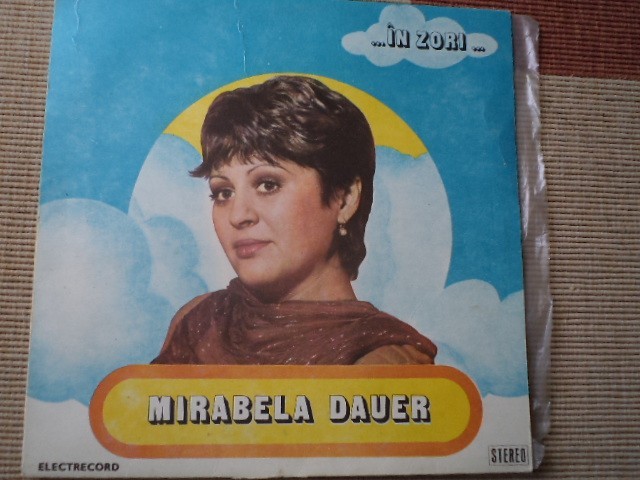 ...ÎN ZORI...
MIRABELA DAUER
ELECTRECORD
STEREO